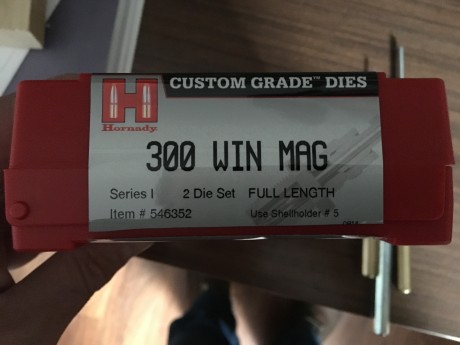 CUSTOM GRADE™ DIES
H
Hornady
300 WIN MAG
Series I 2 Die Set FULL LENGTH
Item # 546352 Use Shellholder # 5